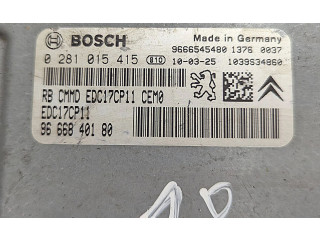 BOSCH
Made in Germany
9666545480 1376 0037
0 281 015 415 B10 10-03-25 1039S34860
RB CMMD EDC17CP11 CEM0
EDC17CP11
96 668 401 80